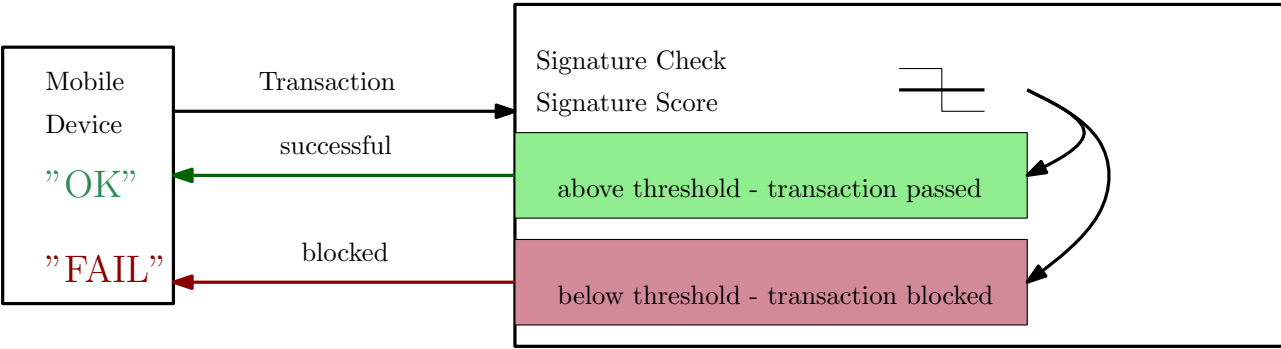 Mobile
Device
"OK"
"FAIL"
Transaction
successful
blocked
Signature Check
Signature Score
above threshold - transaction passed
below threshold - transaction blocked